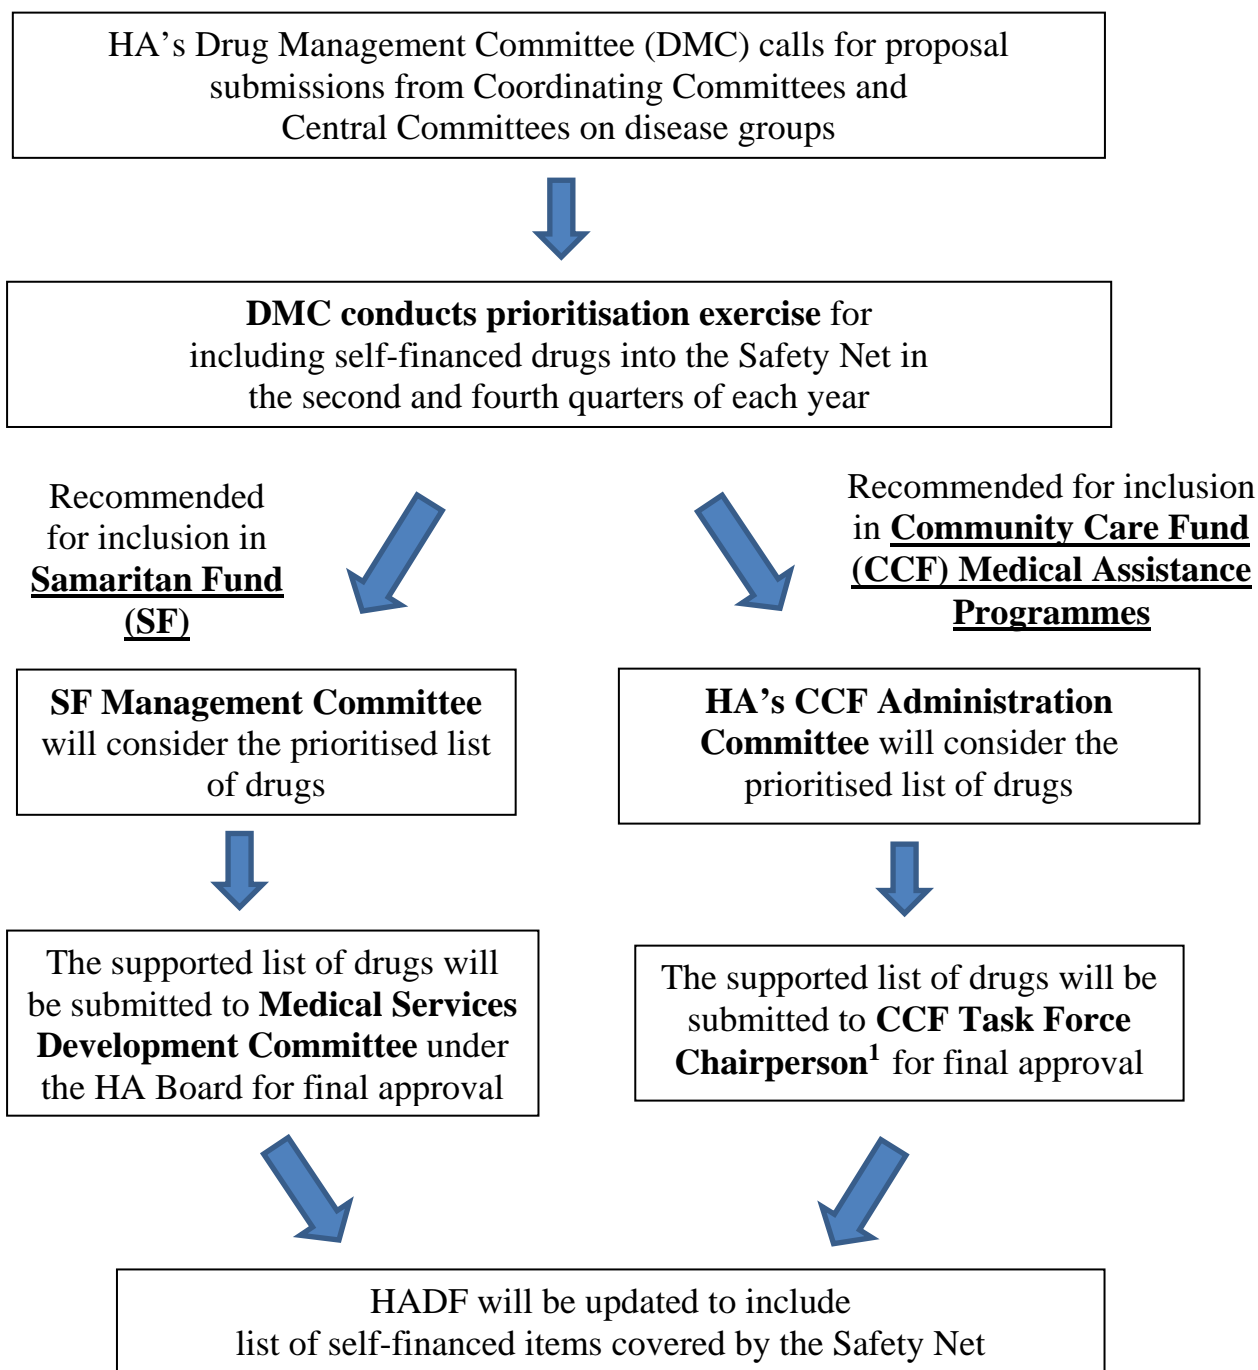 HA’s Drug Management Committee (DMC) calls for proposal
submissions from Coordinating Committees and
Central Committees on disease groups
DMC conducts prioritisation exercise for
including self-financed drugs into the Safety Net in
the second and fourth quarters of each year
Recommended
for inclusion in
Samaritan Fund
(SF)
Recommended for inclusion
in Community Care Fund
(CCF) Medical Assistance
Programmes
SF Management Committee
will consider the prioritised list
of drugs
HA’s CCF Administration
Committee will consider the
prioritised list of drugs
The supported list of drugs will
be submitted to Medical Services
Development Committee under
the HA Board for final approval
The supported list of drugs will be
submitted to CCF Task Force
Chairperson¹ for final approval
HADF will be updated to include
list of self-financed items covered by the Safety Net